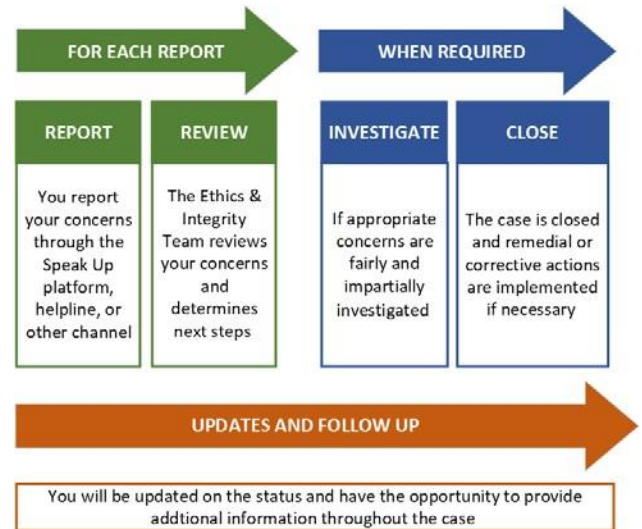 FOR EACH REPORT
WHEN REQUIRED
REPORT
You report
your concerns
through the
Speak Up
platform,
helpline, or
other channel
REVIEW
The Ethics &
Integrity
Team reviews
your concerns
and
determines
next steps
INVESTIGATE
If appropriate
concerns are
fairly and
impartially
investigated
CLOSE
The case is closed
and remedial or
corrective actions
are implemented
if necessary
UPDATES AND FOLLOW UP
You will be updated on the status and have the opportunity to provide
addtional information throughout the case